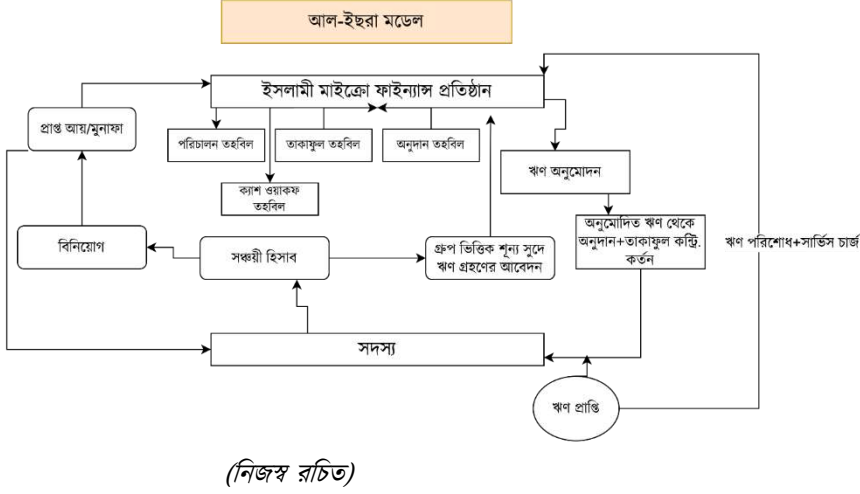 আল-ইছরা মডেল
ইসলামী মাইক্রো ফাইন্যান্স প্রতিষ্ঠান
প্রাপ্ত আয়/মুনাফা
পরিচালন তহবিল
তাকাফুল তহবিল
অনুদান তহবিল
ঋণ অনুমোদন
ক্যাশ ওয়াকফ
তহবিল
বিনিয়োগ
সঞ্চয়ী হিসাব
গ্রুপ ভিত্তিক শূন্য সুদে
ঋণ গ্রহণের আবেদন
অনুমোদিত ঋণ থেকে
অনুদান+তাকাফুল কন্ট্রি.
কর্তন
ঋণ পরিশোধ+সার্ভিস চার্জ
সদস্য
ঋণ প্রাপ্তি
(নিজস্ব রচিত)